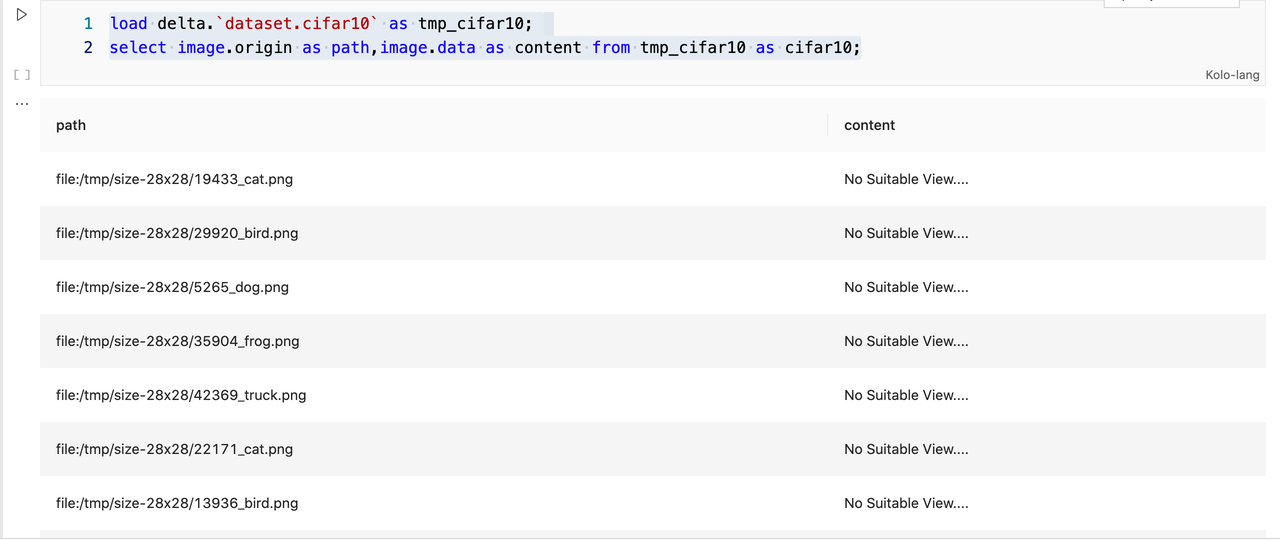 1 load delta.`dataset.cifar10` as tmp_cifar10;
2 select image.origin as path,image.data as content from tmp_cifar10 as cifar10;
[ ]
Kolo-lang
...
path content
file:/tmp/size-28x28/19433_cat.png No Suitable View....
file:/tmp/size-28x28/29920_bird.png No Suitable View....
file:/tmp/size-28x28/5265_dog.png No Suitable View....
file:/tmp/size-28x28/35904_frog.png No Suitable View....
file:/tmp/size-28x28/42369_truck.png No Suitable View....
file:/tmp/size-28x28/22171_cat.png No Suitable View....
file:/tmp/size-28x28/13936_bird.png No Suitable View....